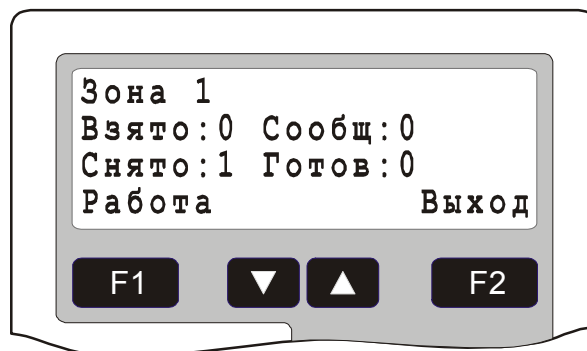 Зона 1
Взято:0 Сообщ:0
Снято:1 Готов:0
Работа Выход
F1 ▼ ▲ F2